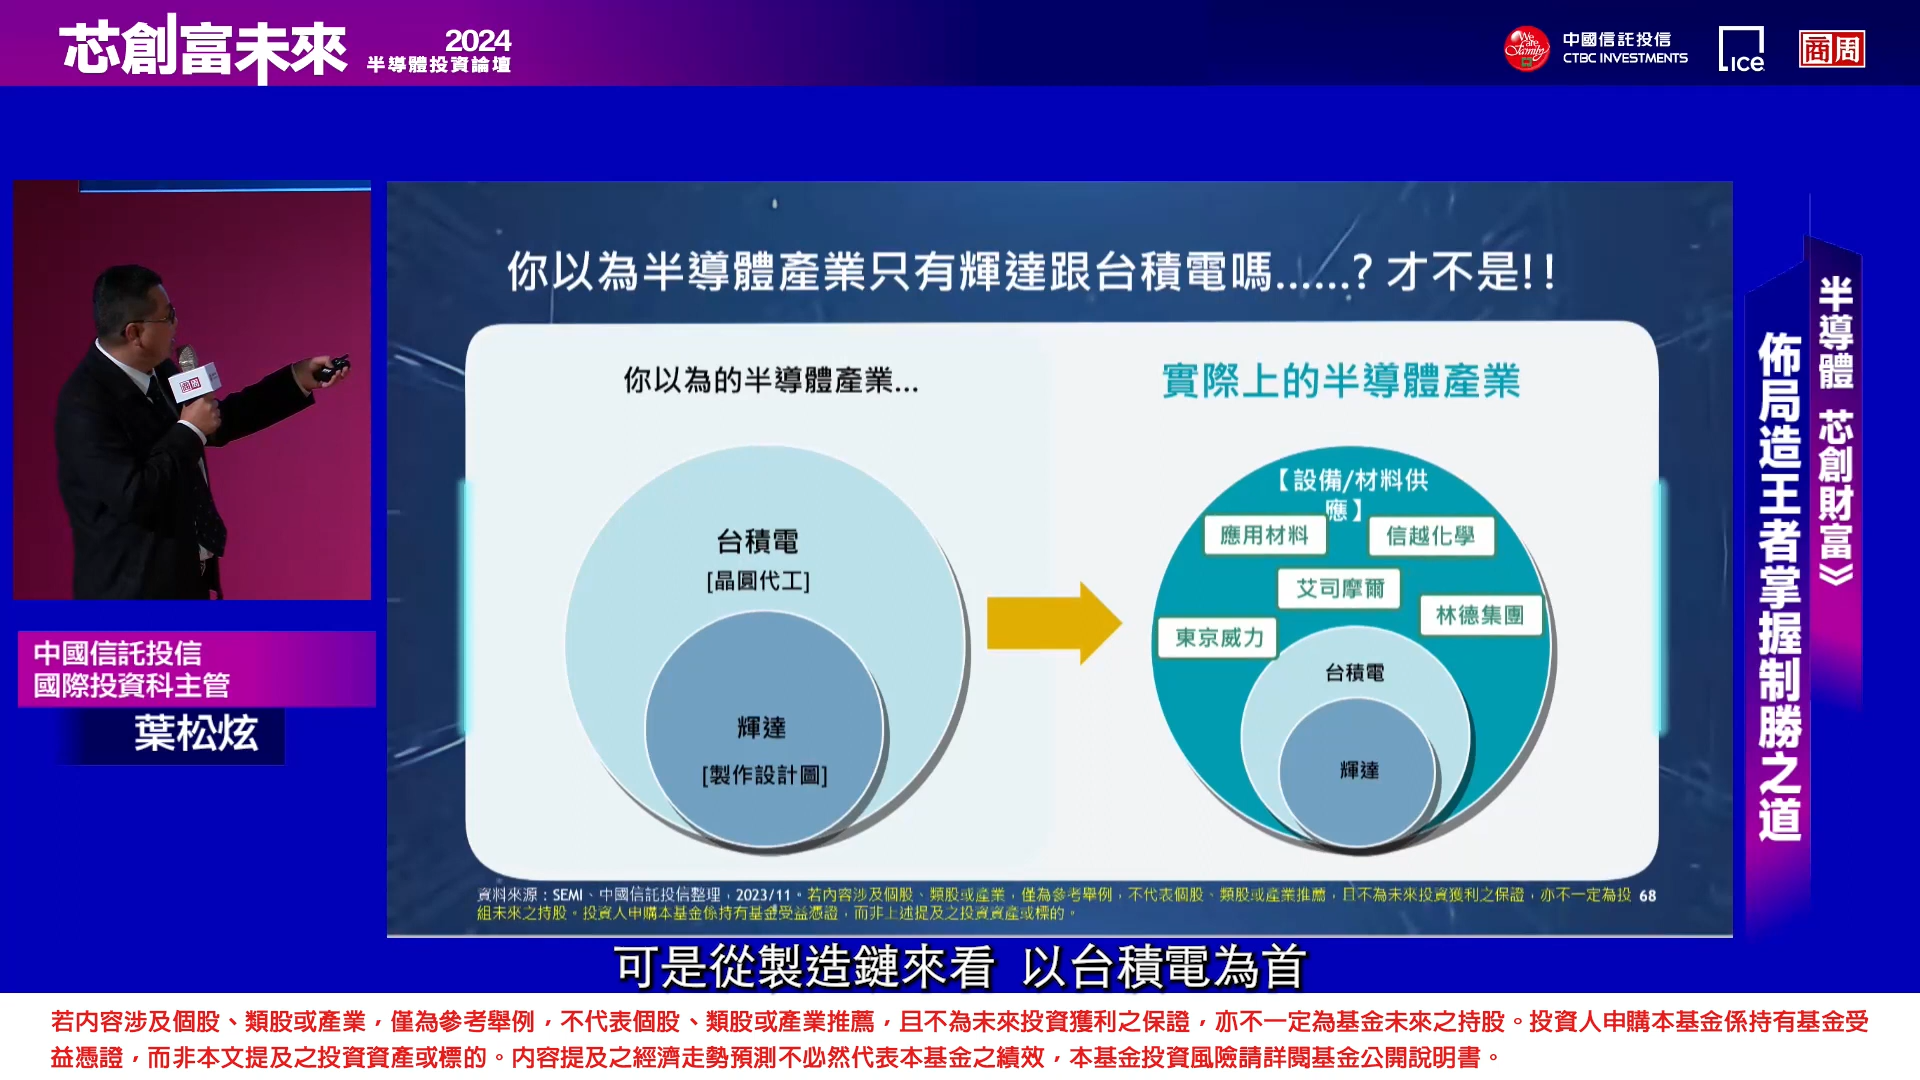 芯創富未來
2024
半導體投資論壇
We are Family
中國信託投信
CTBC INVESTMENTS
ice
商周
你以為半導體產業只有輝達跟台積電嗎......? 才不是!!
你以為的半導體產業...
台積電
[晶圓代工]
輝達
[製作設計圖]
實際上的半導體產業
【設備/材料供
應】
應用材料
信越化學
艾司摩爾
林德集團
東京威力
台積電
輝達
資料來源:SEMI、中國信託投信整理,2023/11。若內容涉及個股、類股或產業,僅為參考舉例,不代表個股、類股或產業推薦,且不為未來投資獲利之保證,亦不一定為投
組未來之持股。投資人申購本基金係持有基金受益憑證,而非上述提及之投資資產或標的。
68
商周
中國信託投信
國際投資科主管
葉松炫
半導體 芯創財富》
佈局造王者掌握制勝之道
可是從製造鏈來看 以台積電為首
若內容涉及個股、類股或產業,僅為參考舉例,不代表個股、類股或產業推薦,且不為未來投資獲利之保證,亦不一定為基金未來之持股。投資人申購本基金係持有基金受
益憑證,而非本文提及之投資資產或標的。內容提及之經濟走勢預測不必然代表本基金之績效,本基金投資風險請詳閱基金公開說明書。